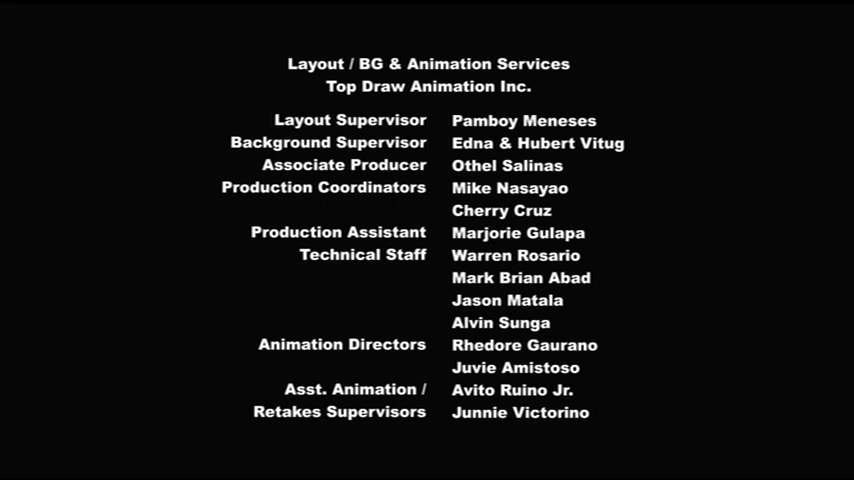 Layout / BG & Animation Services
Top Draw Animation Inc.
Layout Supervisor Pamboy Meneses
Background Supervisor Edna & Hubert Vitug
Associate Producer Othel Salinas
Production Coordinators Mike Nasayao
Cherry Cruz
Production Assistant Marjorie Gulapa
Technical Staff Warren Rosario
Mark Brian Abad
Jason Matala
Alvin Sunga
Animation Directors Rhedore Gaurano
Juvie Amistoso
Asst. Animation / Avito Ruino Jr.
Retakes Supervisors Junnie Victorino